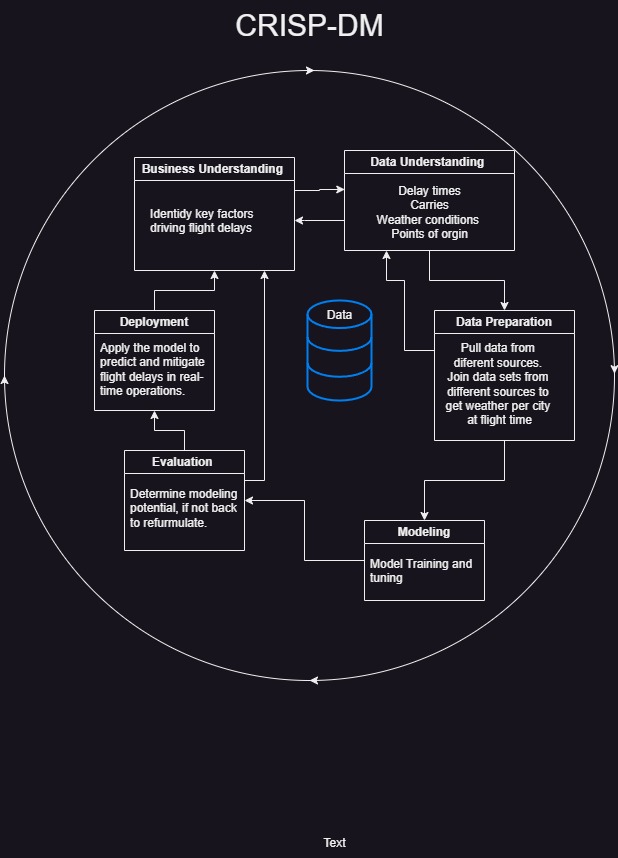 CRISP-DM
Business Understanding
Identidy key factors
driving flight delays
Data Understanding
Delay times
Carries
Weather conditions
Points of orgin
Data
Deployment
Apply the model to
predict and mitigate
flight delays in real-
time operations.
Data Preparation
Pull data from
diferent sources.
Join data sets from
different sources to
get weather per city
at flight time
Evaluation
Determine modeling
potential, if not back
to refurmulate.
Modeling
Model Training and
tuning
Text